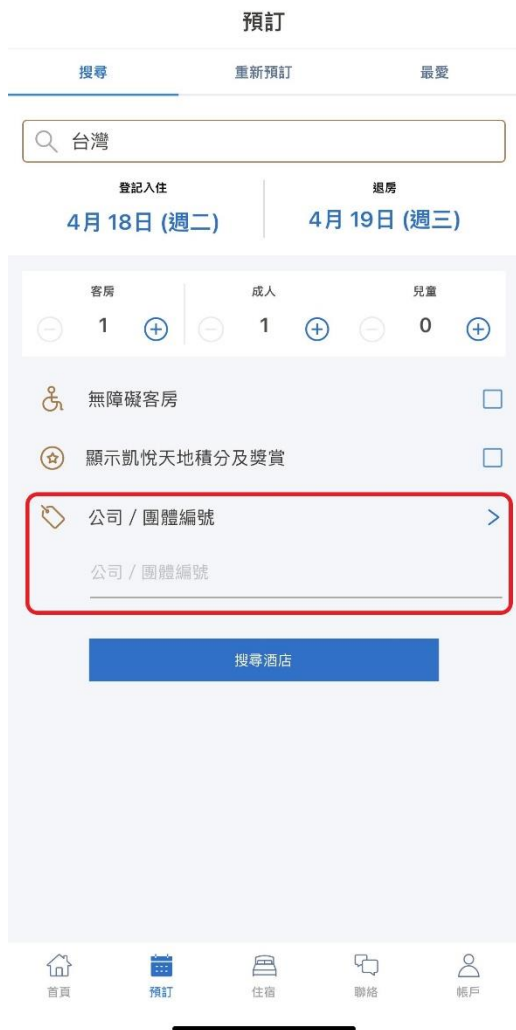 預訂
搜尋 重新預訂 最愛
台灣
登記入住 退房
4月 18日 (週二) 4月 19日 (週三)
客房 成人 兒童
1 1 0
無障礙客房
顯示凱悅天地積分及獎賞
公司 / 團體編號
公司 / 團體編號
搜尋酒店
首頁 預訂 住宿 聯絡 帳戶